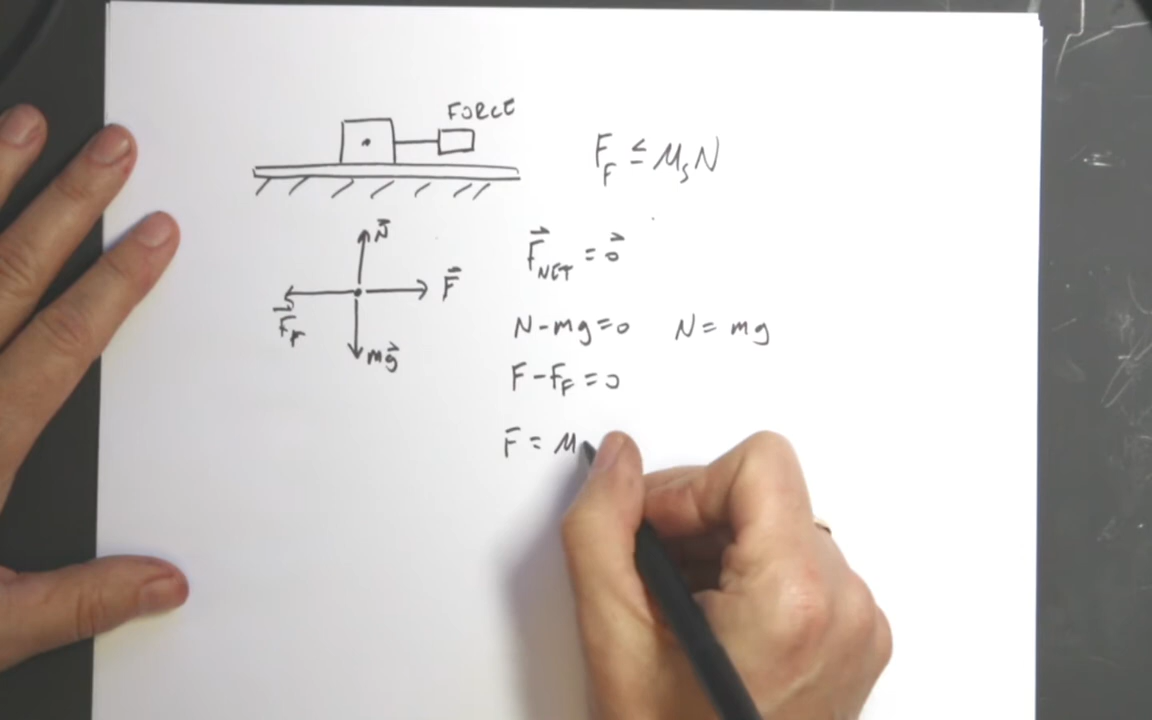 FORCE
F_F ≤ μ_s N
N⃗
F⃗_NET = 0⃗
F⃗
F⃗_F
N - mg = 0   N = mg
mg⃗
F - F_F = 0
F = μ